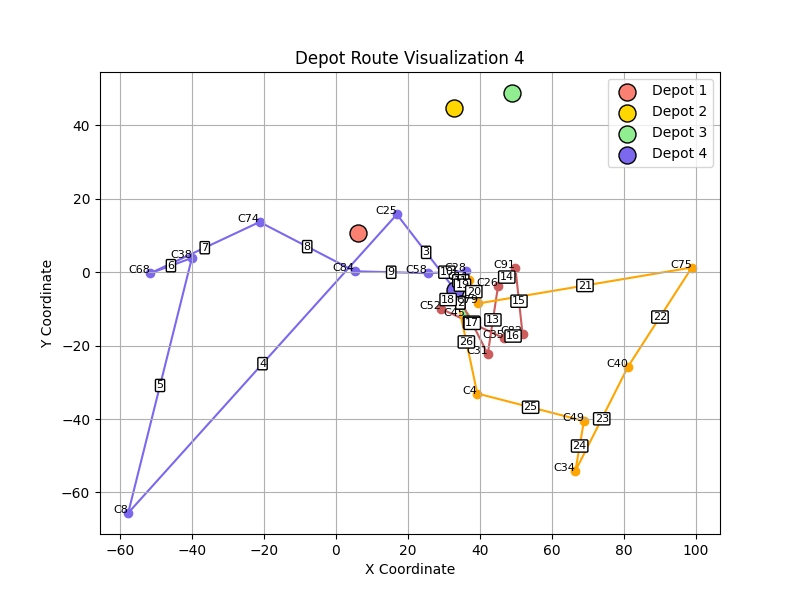 Depot Route Visualization 4
Depot 1
Depot 2
Depot 3
Depot 4
Y Coordinate
40
20
0
−20
−40
−60
C25
C74
C38
C68
C84
C58
C28
C91
C75
C26
C52
C45
C35
C31
C4
C40
C49
C34
C8
3
4
5
6
7
8
9
13
14
15
16
17
18
19
20
21
22
23
24
25
26
−60
−40
−20
0
20
40
60
80
100
X Coordinate